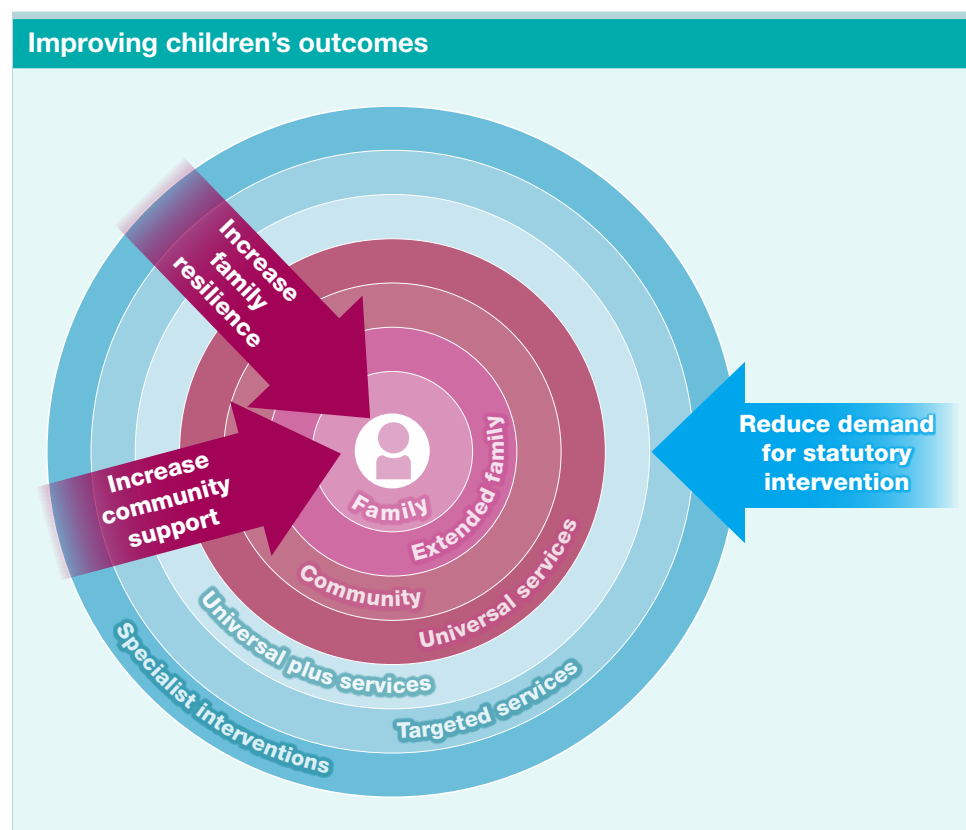 Improving children's outcomes
Increase
family
resilience
Increase
community
support
Reduce demand
for statutory
intervention
Family
Extended family
Community
Universal services
Universal plus services
Targeted services
Specialist interventions